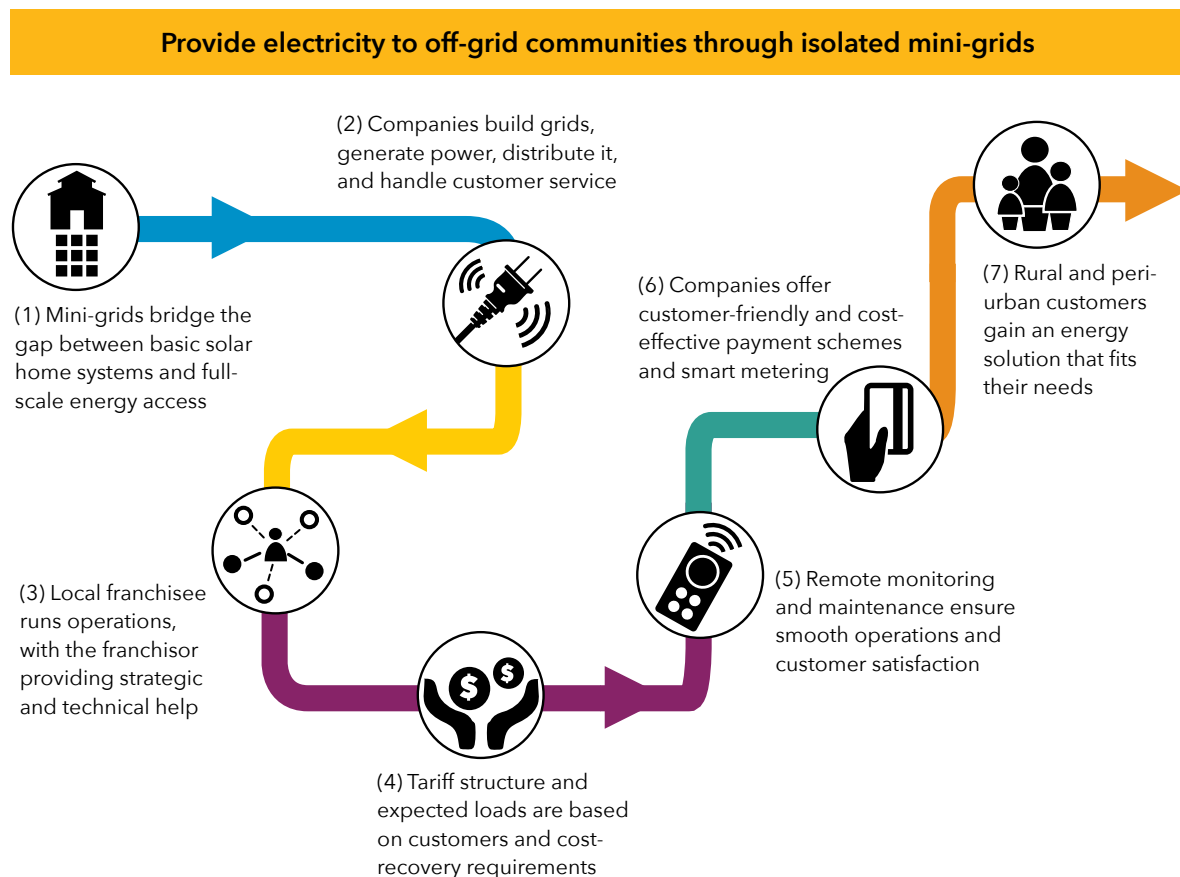 Provide electricity to off-grid communities through isolated mini-grids
(1) Mini-grids bridge the
gap between basic solar
home systems and full-
scale energy access
(2) Companies build grids,
generate power, distribute it,
and handle customer service
(3) Local franchisee
runs operations,
with the franchisor
providing strategic
and technical help
(4) Tariff structure and
expected loads are based
on customers and cost-
recovery requirements
(5) Remote monitoring
and maintenance ensure
smooth operations and
customer satisfaction
(6) Companies offer
customer-friendly and cost-
effective payment schemes
and smart metering
(7) Rural and peri-
urban customers
gain an energy
solution that fits
their needs
$
$